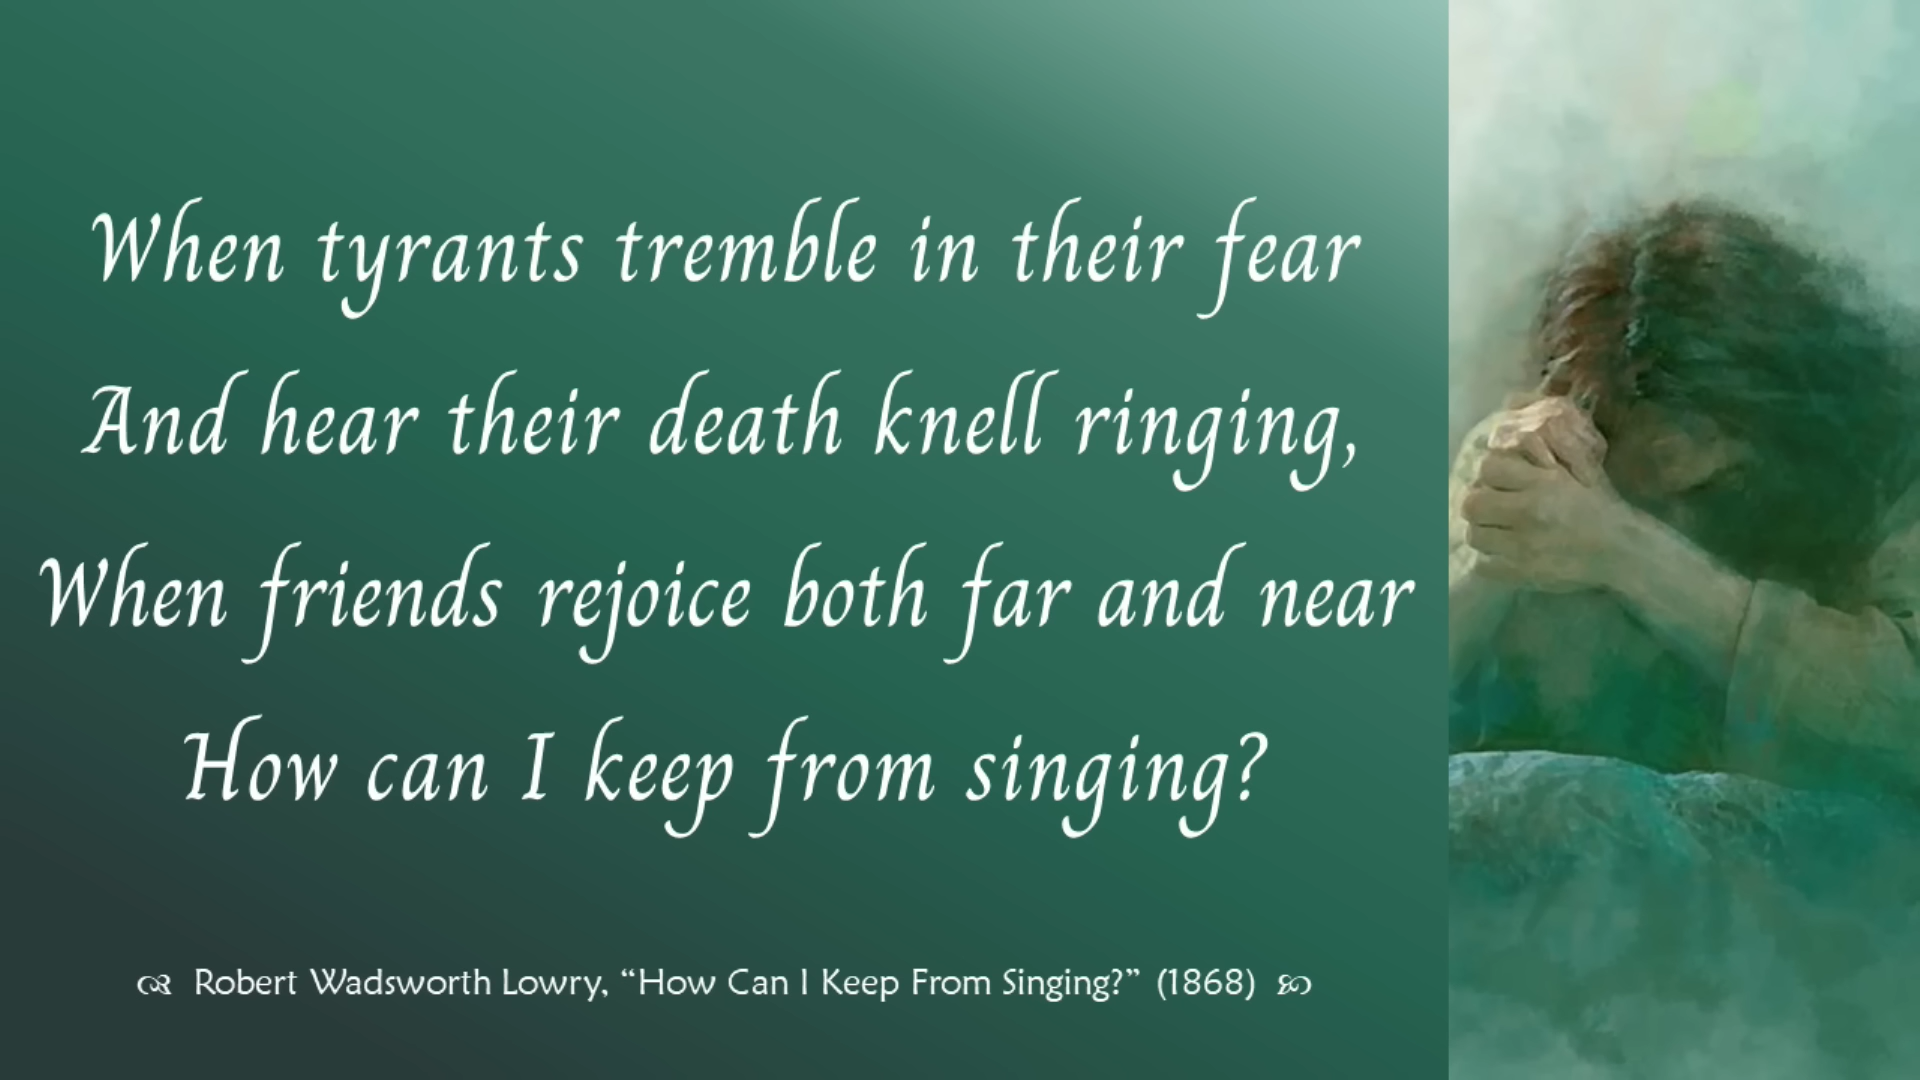 When tyrants tremble in their fear
And hear their death knell ringing,
When friends rejoice both far and near
How can I keep from singing?
Robert Wadsworth Lowry, “How Can I Keep From Singing?” (1868)